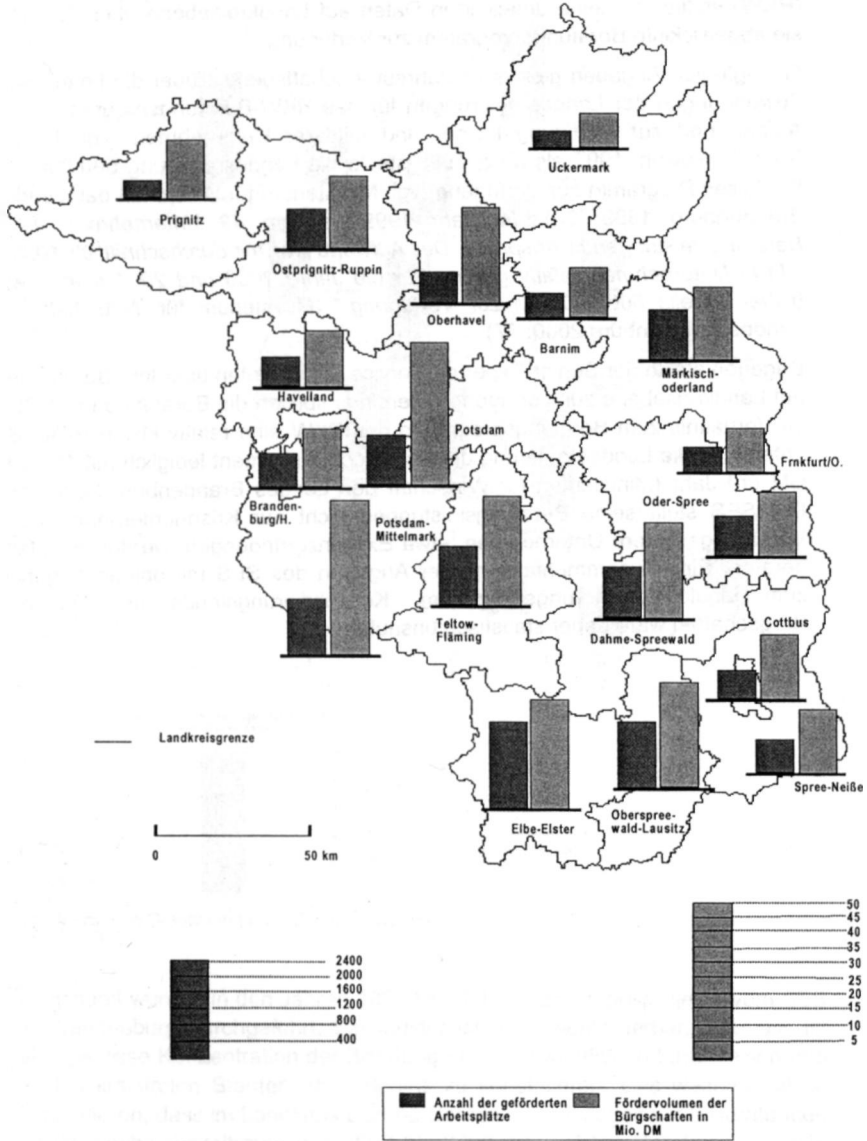 Uckermark
Prignitz
Ostprignitz-Ruppin
Oberhavel
Barnim
Märkisch-
oderland
Havelland
Potsdam
Frnkfurt/O.
Branden-
burg/H.
Potsdam-
Mittelmark
Oder-Spree
Teltow-
Fläming
Dahme-Spreewald
Cottbus
Landkreisgrenze
Spree-Neiße
Elbe-Elster
Oberspree-
wald-Lausitz
0 50 km
50
45
40
35
30
25
20
15
10
5
2400
2000
1600
1200
800
400
Anzahl der geförderten
Arbeitsplätze
Fördervolumen der
Bürgschaften in
Mio. DM